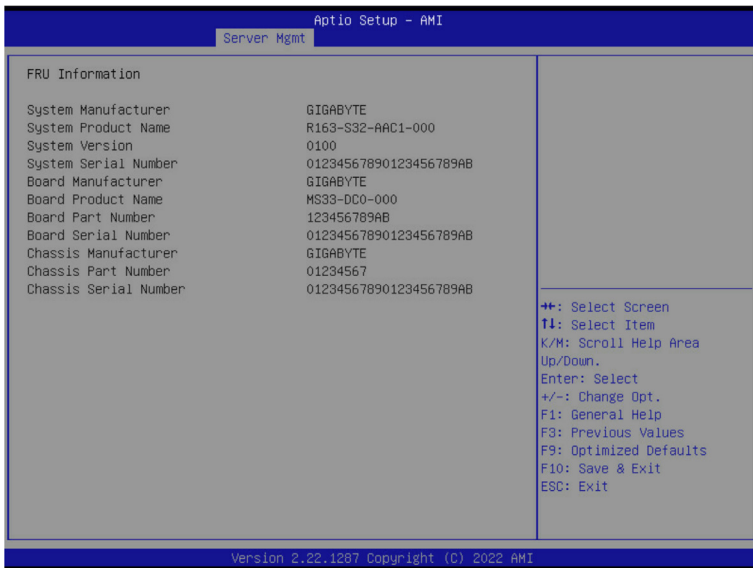 Aptio Setup – AMI
Server Mgmt
FRU Information
System Manufacturer GIGABYTE
System Product Name R163-S32-AAC1-000
System Version 0100
System Serial Number 01234567890123456789AB
Board Manufacturer GIGABYTE
Board Product Name MS33-DC0-000
Board Part Number 123456789AB
Board Serial Number 01234567890123456789AB
Chassis Manufacturer GIGABYTE
Chassis Part Number 01234567
Chassis Serial Number 01234567890123456789AB
→←: Select Screen
↑↓: Select Item
K/M: Scroll Help Area
Up/Down.
Enter: Select
+/-: Change Opt.
F1: General Help
F3: Previous Values
F9: Optimized Defaults
F10: Save & Exit
ESC: Exit
Version 2.22.1287 Copyright (C) 2022 AMI